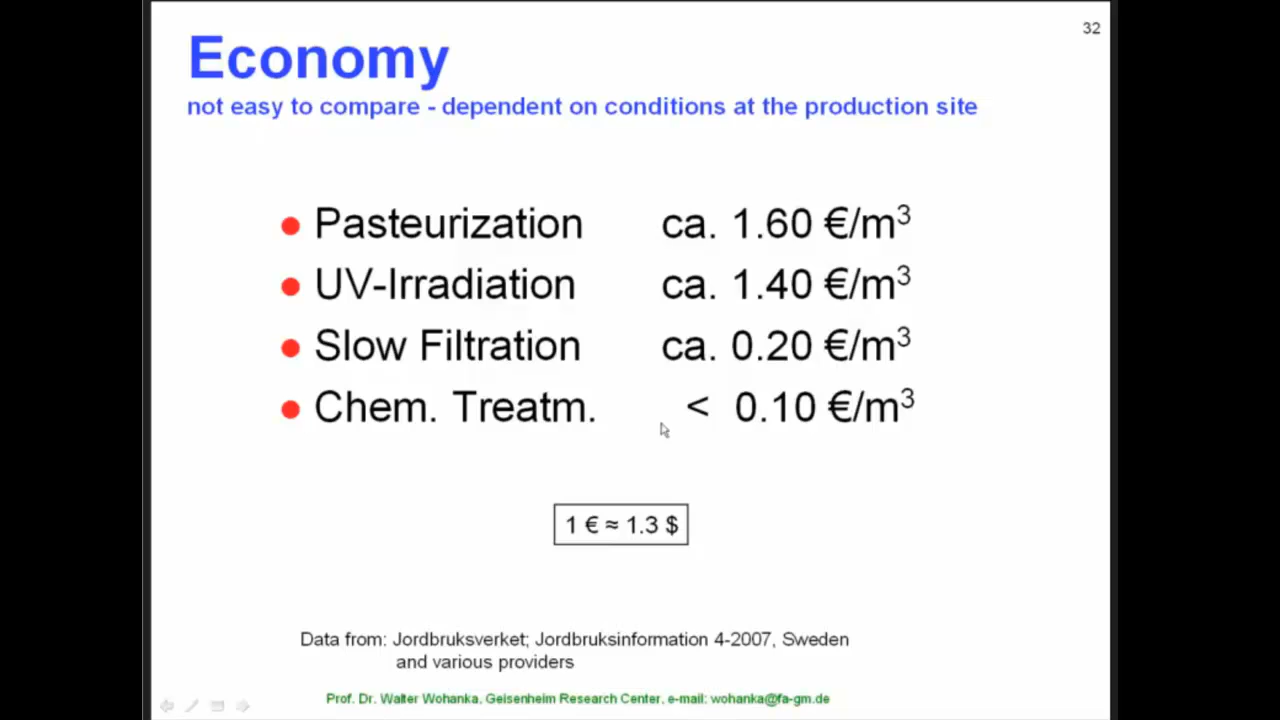 32
Economy
not easy to compare - dependent on conditions at the production site
● Pasteurization ca. 1.60 €/m³
● UV-Irradiation ca. 1.40 €/m³
● Slow Filtration ca. 0.20 €/m³
● Chem. Treatm. < 0.10 €/m³
1 € ≈ 1.3 $
Data from: Jordbruksverket; Jordbruksinformation 4-2007, Sweden
and various providers
Prof. Dr. Walter Wohanka, Geisenheim Research Center, e-mail: wohanka@fa-gm.de